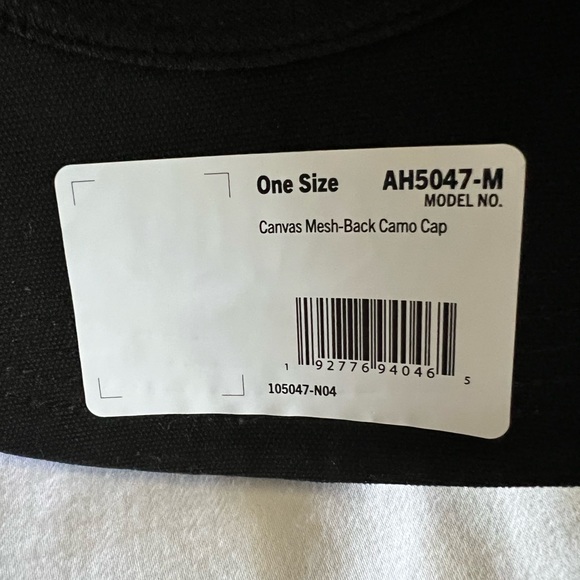 One Size AH5047-M
MODEL NO.
Canvas Mesh-Back Camo Cap
1 92776 94046 5
105047-N04